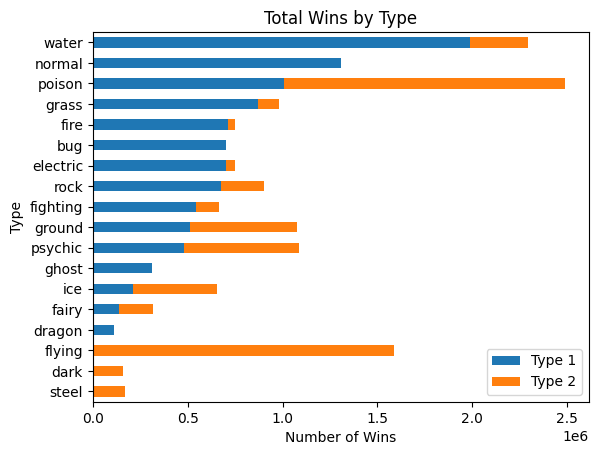 Total Wins by Type
Type
water
normal
poison
grass
fire
bug
electric
rock
fighting
ground
psychic
ghost
ice
fairy
dragon
flying
dark
steel
Type 1
Type 2
0.0 0.5 1.0 1.5 2.0 2.5
1e6
Number of Wins